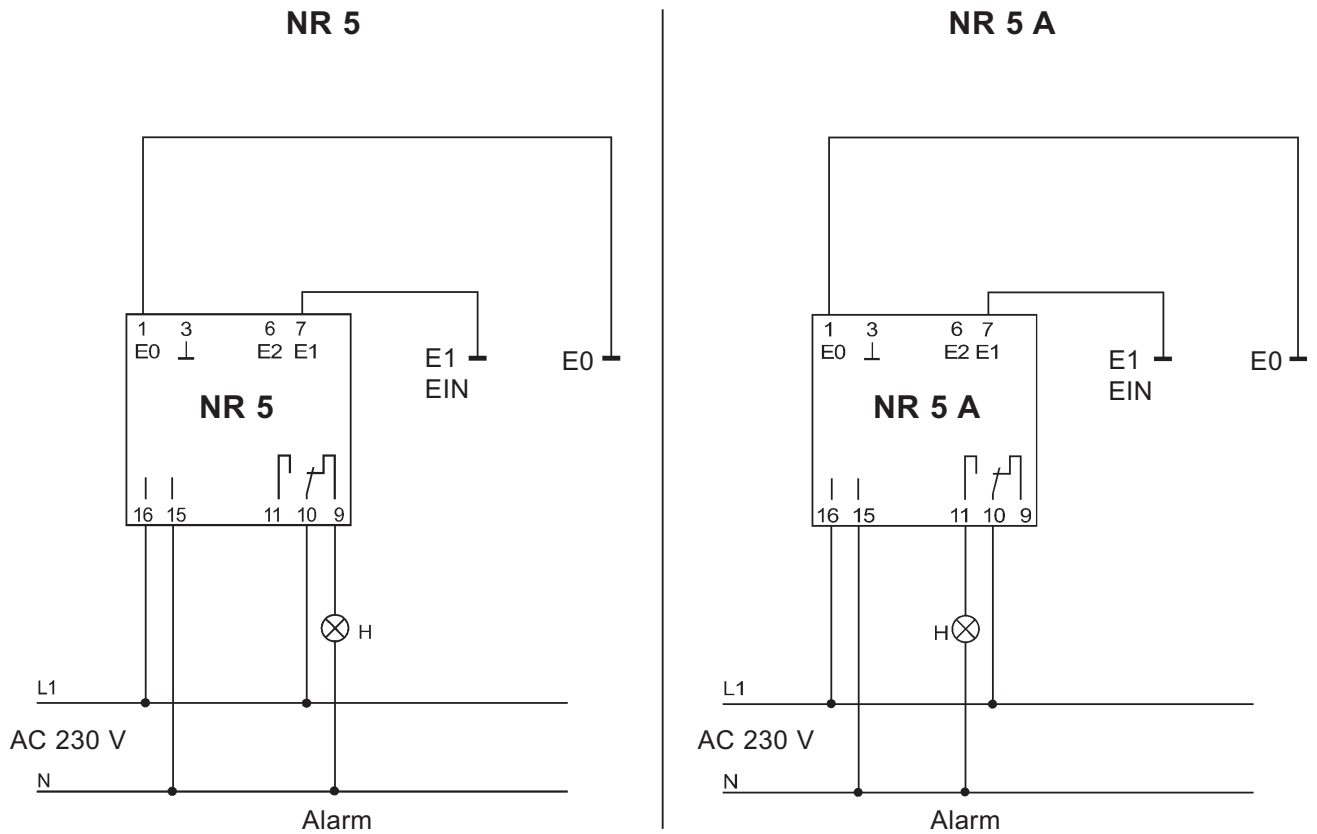 NR 5
1 3 6 7
E0 E2 E1
E1
EIN
E0
NR 5
16 15 11 10 9
H
L1
AC 230 V
N
Alarm
NR 5 A
1 3 6 7
E0 E2 E1
E1
EIN
E0
NR 5 A
16 15 11 10 9
H
L1
AC 230 V
N
Alarm